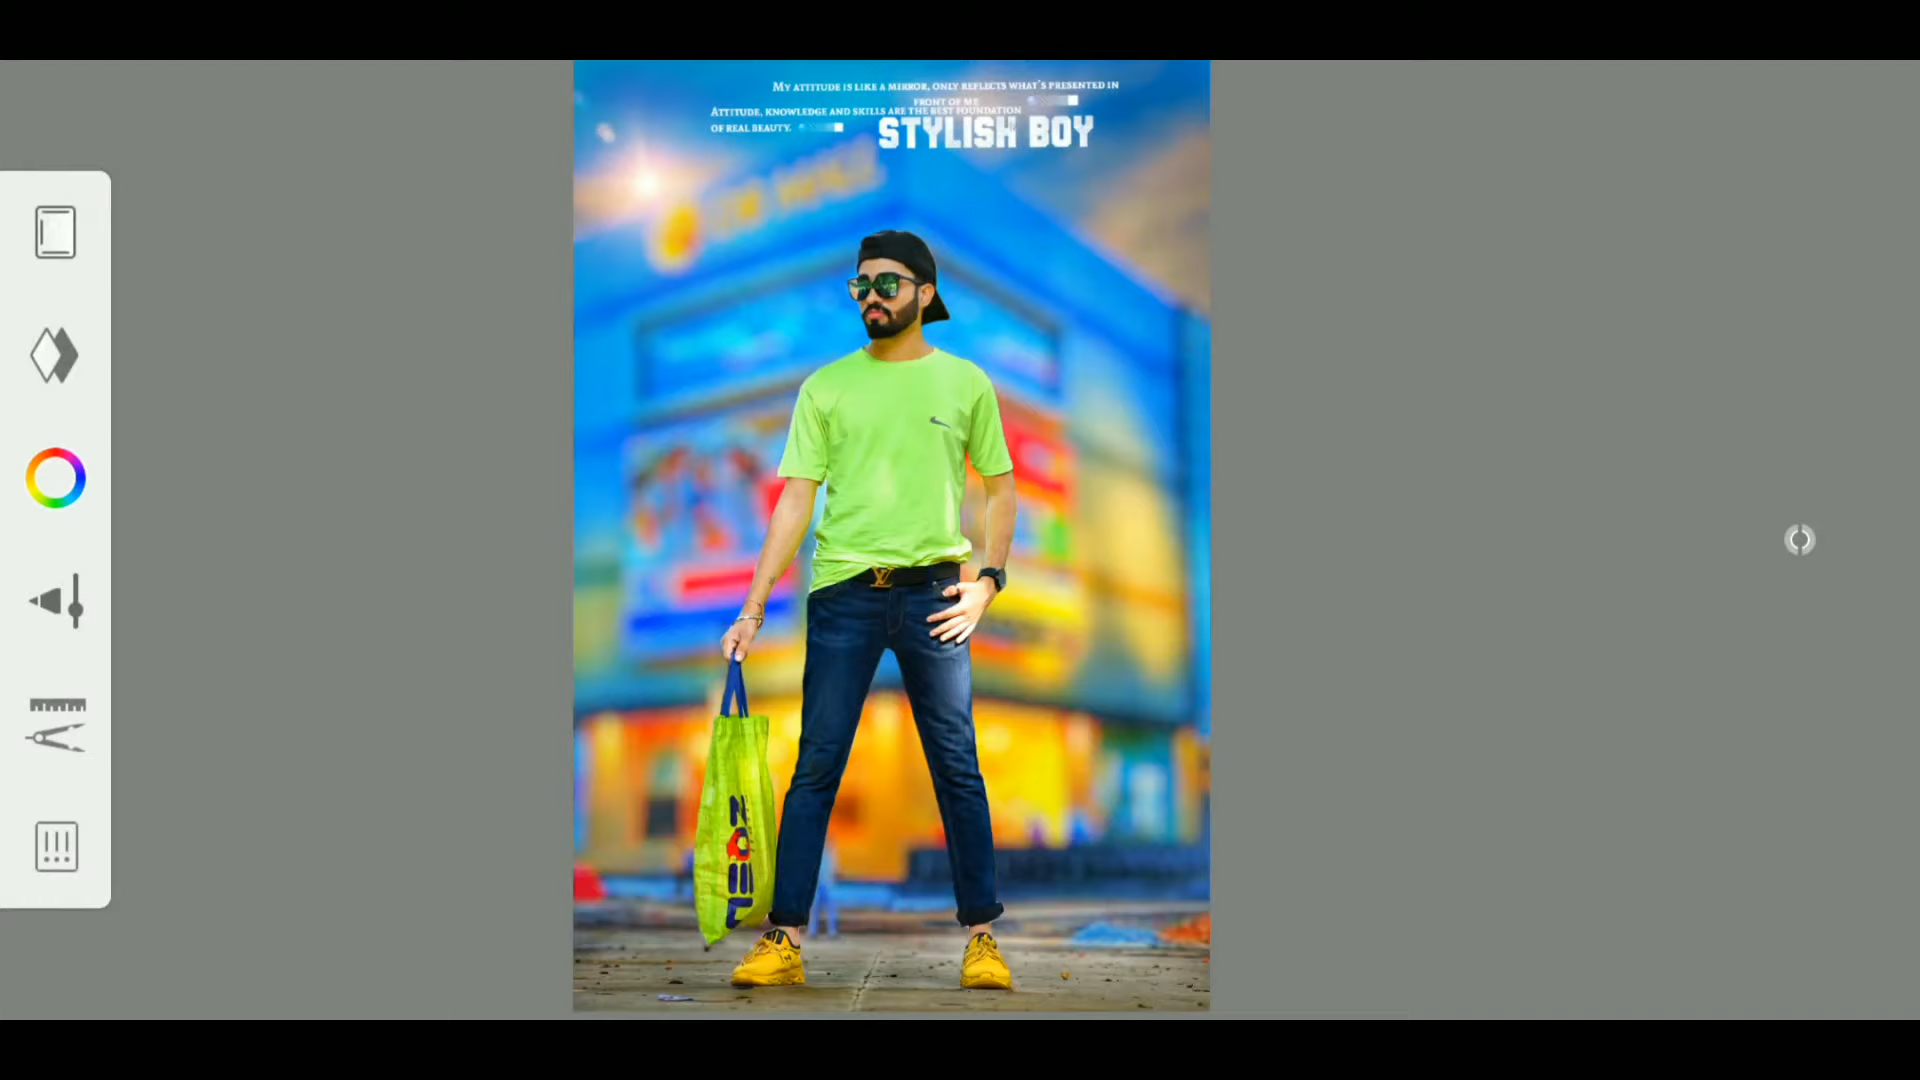 MY ATTITUDE IS LIKE A MIRROR, ONLY REFLECTS WHAT'S PRESENTED IN
FRONT OF ME
ATTITUDE, KNOWLEDGE AND SKILLS ARE THE BEST FOUNDATION
OF REAL BEAUTY.
STYLISH BOY